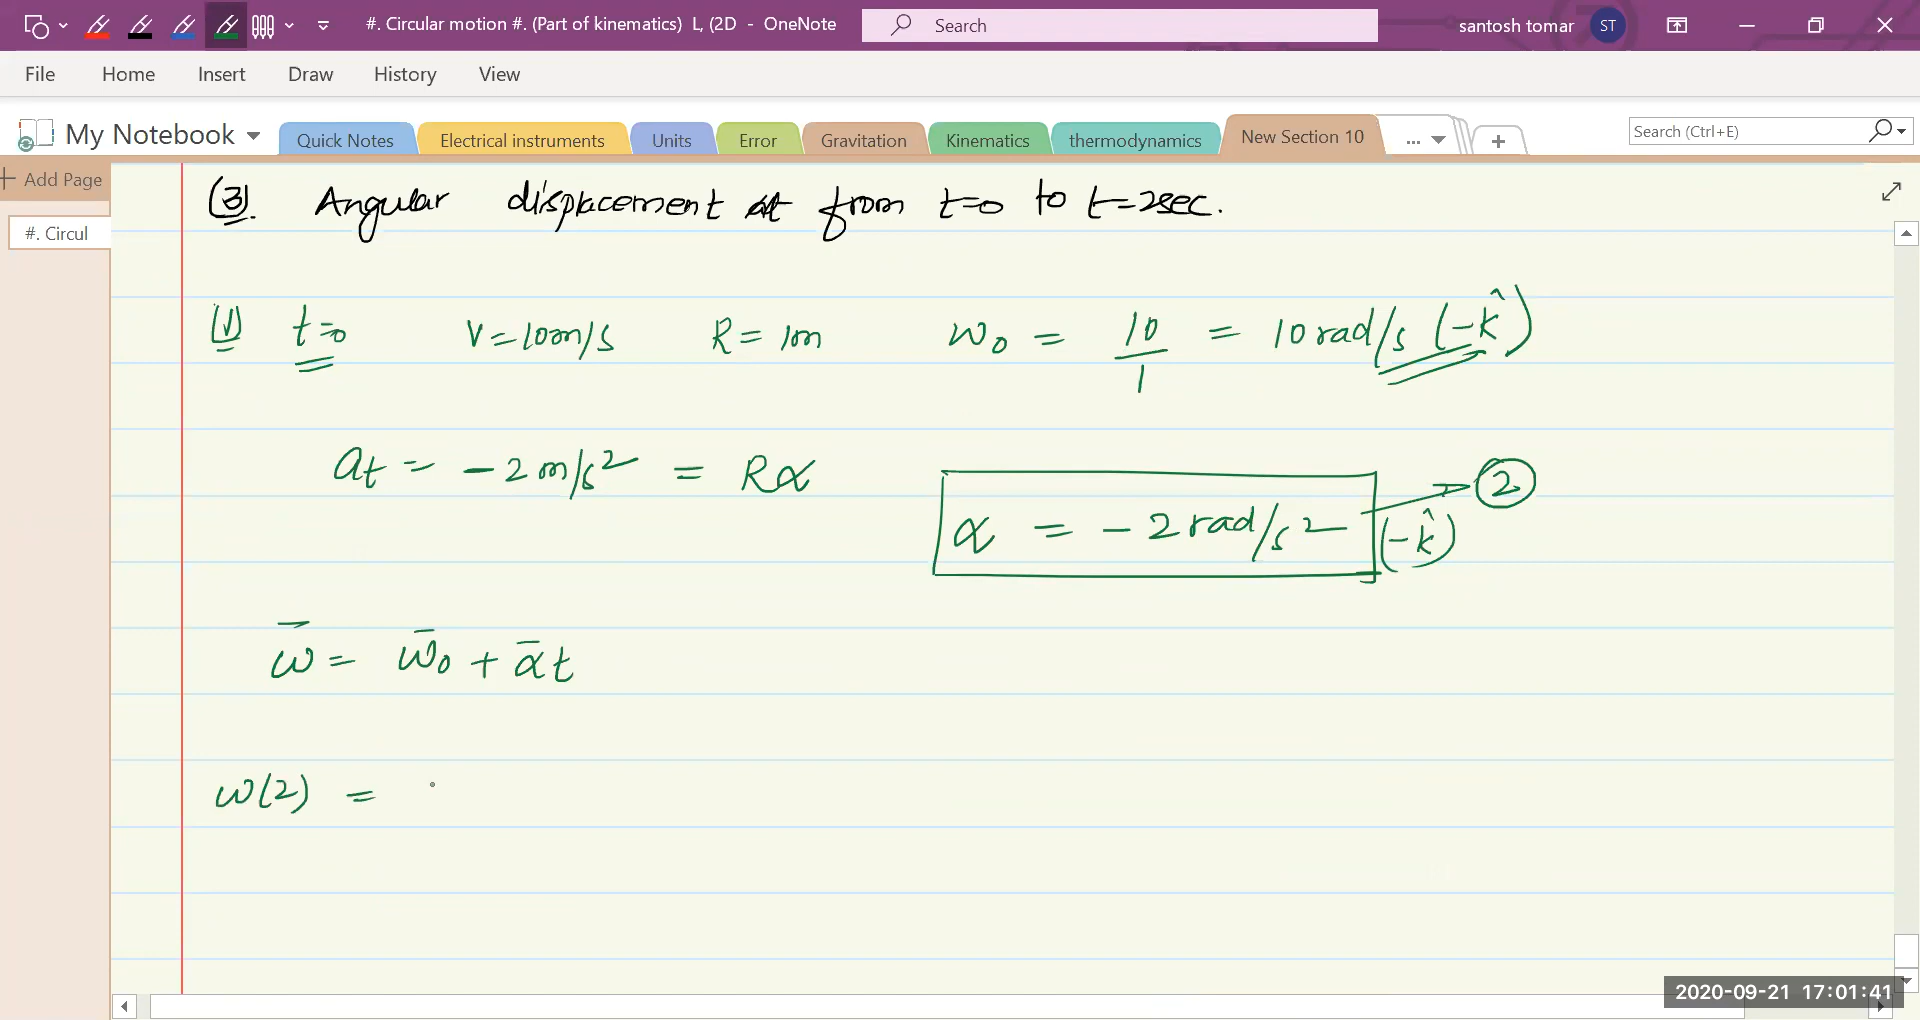 #. Circular motion #. (Part of kinematics) L, (2D - OneNote
Search
santosh tomar ST
File Home Insert Draw History View
My Notebook Quick Notes Electrical instruments Units Error Gravitation Kinematics thermodynamics New Section 10 ... + Search (Ctrl+E)
+ Add Page
#. Circul
(3). Angular displacement at from t=0 to t=2sec.
(1) t=0 V=10m/s R=1m ω₀ = 10/1 = 10 rad/s (-k̂)
at = -2m/s² = Rα
α = -2 rad/s² (-k̂) → 2
ω̄ = ω̄₀ + ᾱt
ω(2) =
2020-09-21 17:01:41